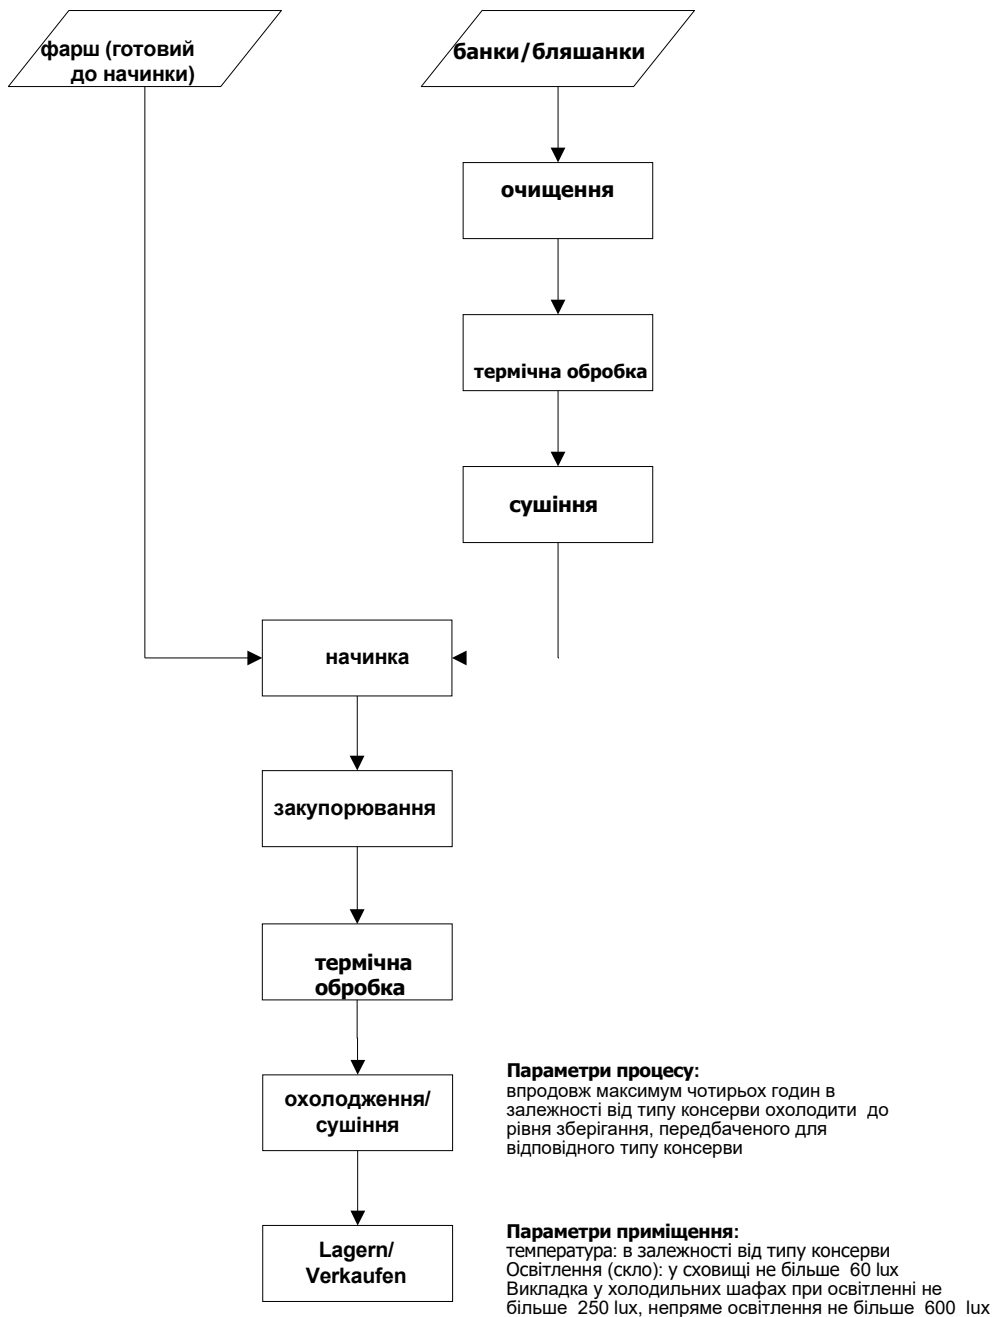 фарш (готовий
до начинки)
банки/бляшанки
очищення
термічна обробка
сушіння
начинка
закупорювання
термічна
обробка
охолодження/
сушіння
Параметри процесу:
впродовж максимум чотирьох годин в
залежності від типу консерви охолодити до
рівня зберігання, передбаченого для
відповідного типу консерви
Lagern/
Verkaufen
Параметри приміщення:
температура: в залежності від типу консерви
Освітлення (скло): у сховищі не більше 60 lux
Викладка у холодильних шафах при освітленні не
більше 250 lux, непряме освітлення не більше 600 lux